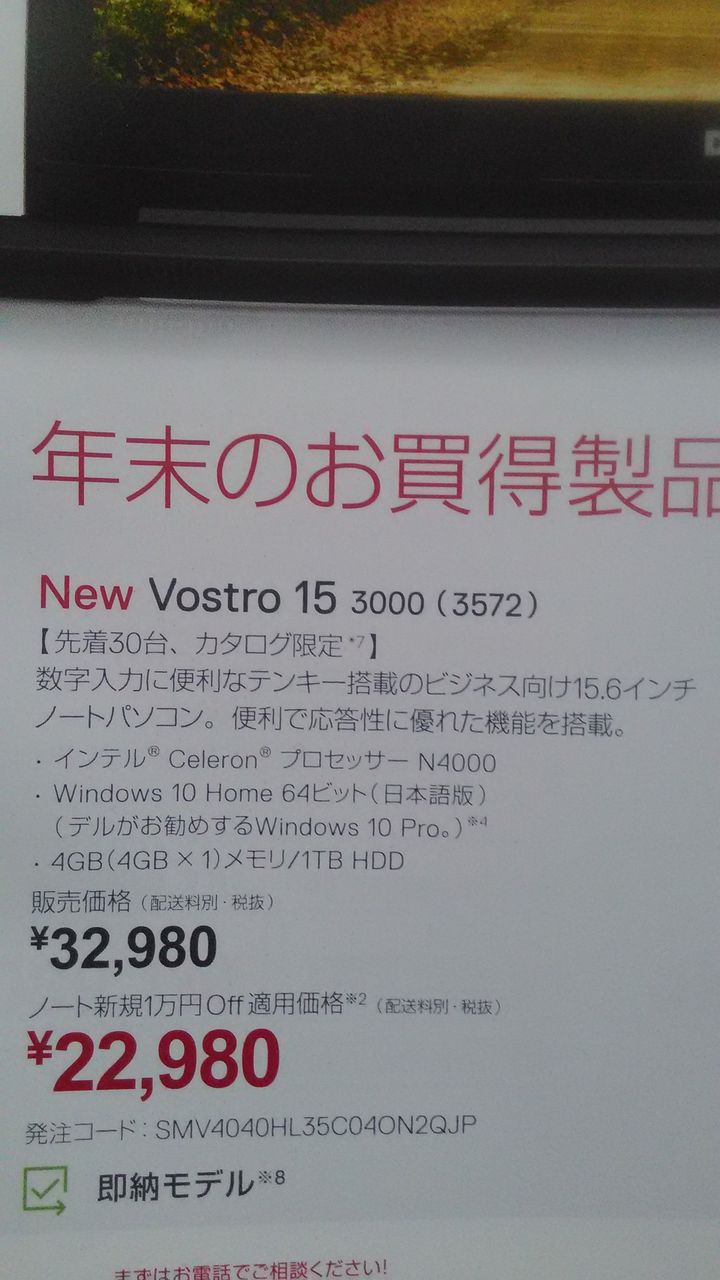 年末のお買得製品
New Vostro 15 3000（3572）
【先着30台、カタログ限定*7】
数字入力に便利なテンキー搭載のビジネス向け15.6インチ
ノートパソコン。便利で応答性に優れた機能を搭載。
・インテル® Celeron® プロセッサー N4000
・Windows 10 Home 64ビット（日本語版）
（デルがお勧めするWindows 10 Pro。）※4
・4GB（4GB×1）メモリ/1TB HDD
販売価格（配送料別・税抜）
¥32,980
ノート新規1万円Off適用価格※2（配送料別・税抜）
¥22,980
発注コード：SMV4040HL35C04ON2QJP
即納モデル※8
まずはお電話でご相談ください!